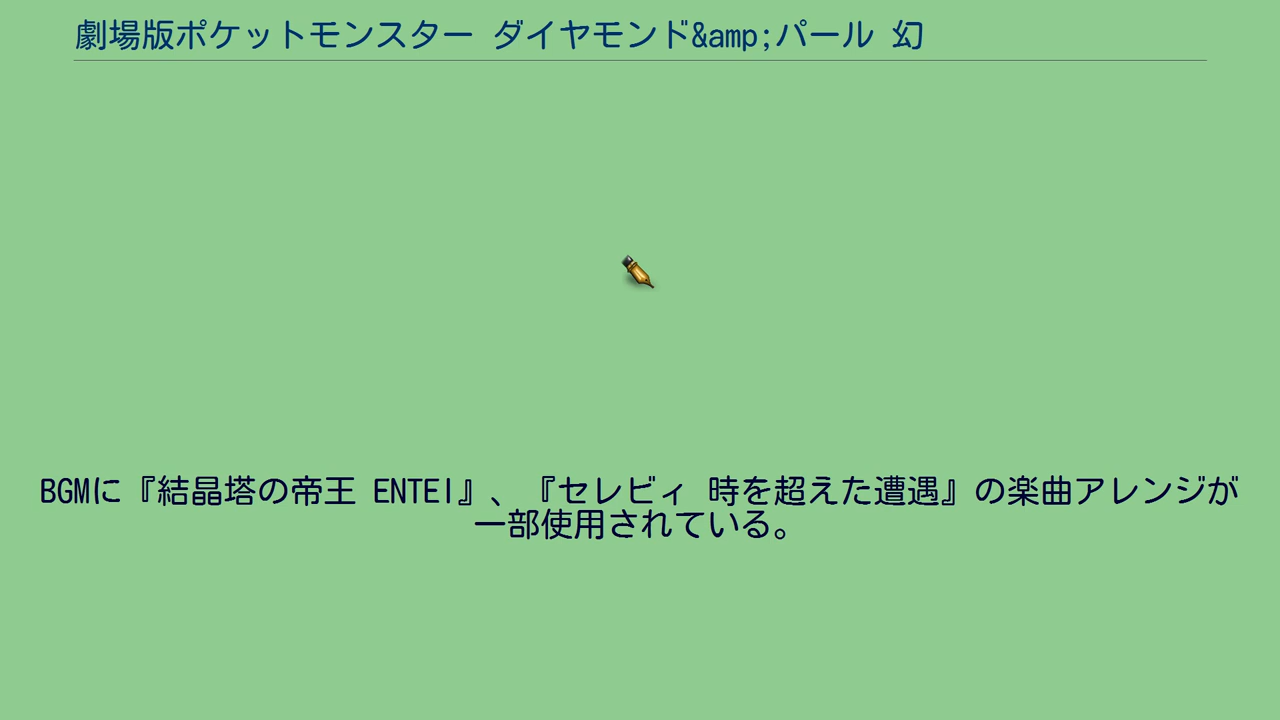 劇場版ポケットモンスター ダイヤモンド&amp;パール 幻
BGMに『結晶塔の帝王 ENTEI』、『セレビィ 時を超えた遭遇』の楽曲アレンジが
一部使用されている。